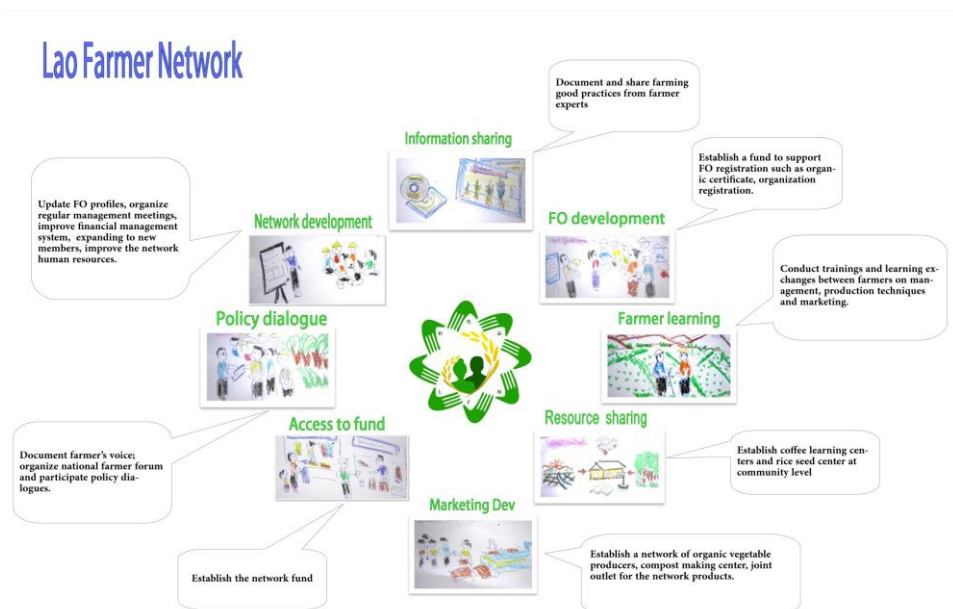 Lao Farmer Network
Document and share farming
good practices from farmer
experts
Information sharing
Establish a fund to support
FO registration such as organ-
ic certificate, organization
registration.
FO development
Update FO profiles, organize
regular management meetings,
improve financial management
system, expanding to new
members, improve the network
human resources.
Network development
Conduct trainings and learning ex-
changes between farmers on man-
agement, production techniques
and marketing.
Farmer learning
Policy dialogue
Document farmer's voice;
organize national farmer forum
and participate policy dia-
logues.
Access to fund
Resource sharing
Establish coffee learning cen-
ters and rice seed center at
community level
Marketing Dev
Establish the network fund
Establish a network of organic vegetable
producers, compost making center, joint
outlet for the network products.